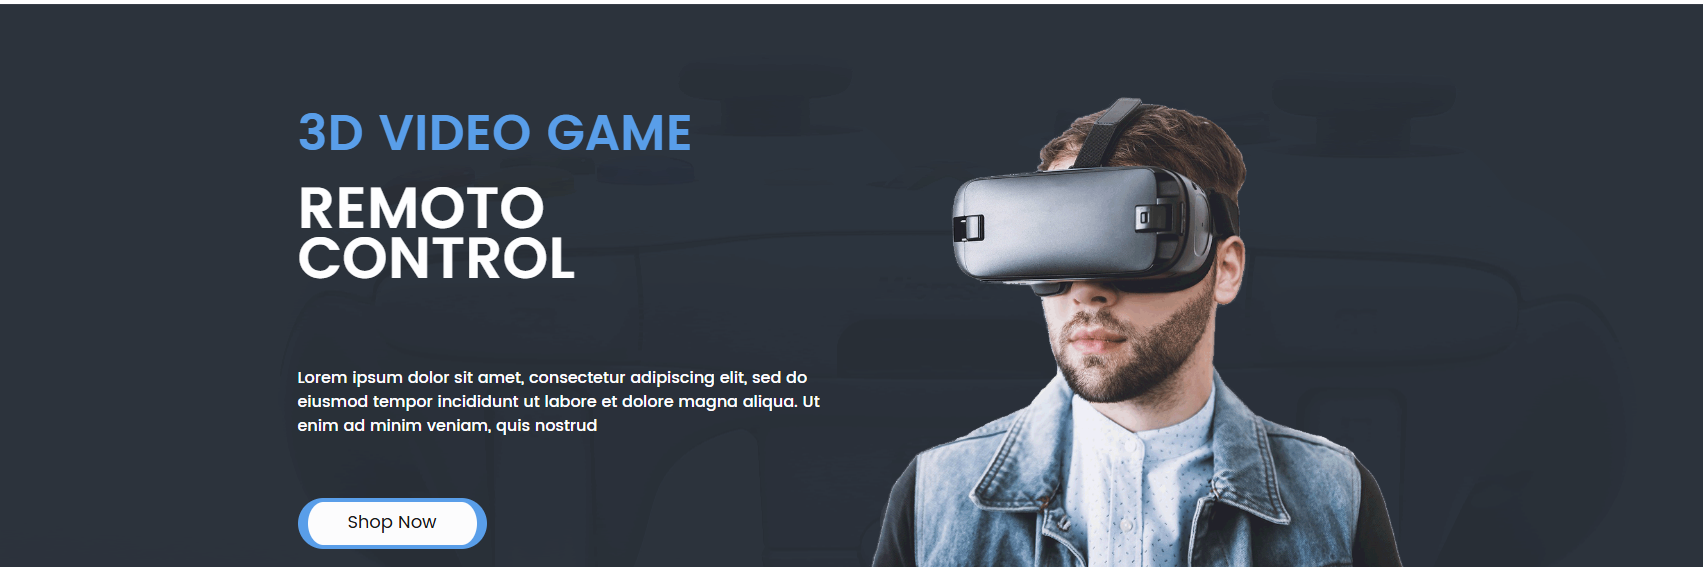 3D VIDEO GAME
REMOTO
CONTROL
Lorem ipsum dolor sit amet, consectetur adipiscing elit, sed do
eiusmod tempor incididunt ut labore et dolore magna aliqua. Ut
enim ad minim veniam, quis nostrud
Shop Now